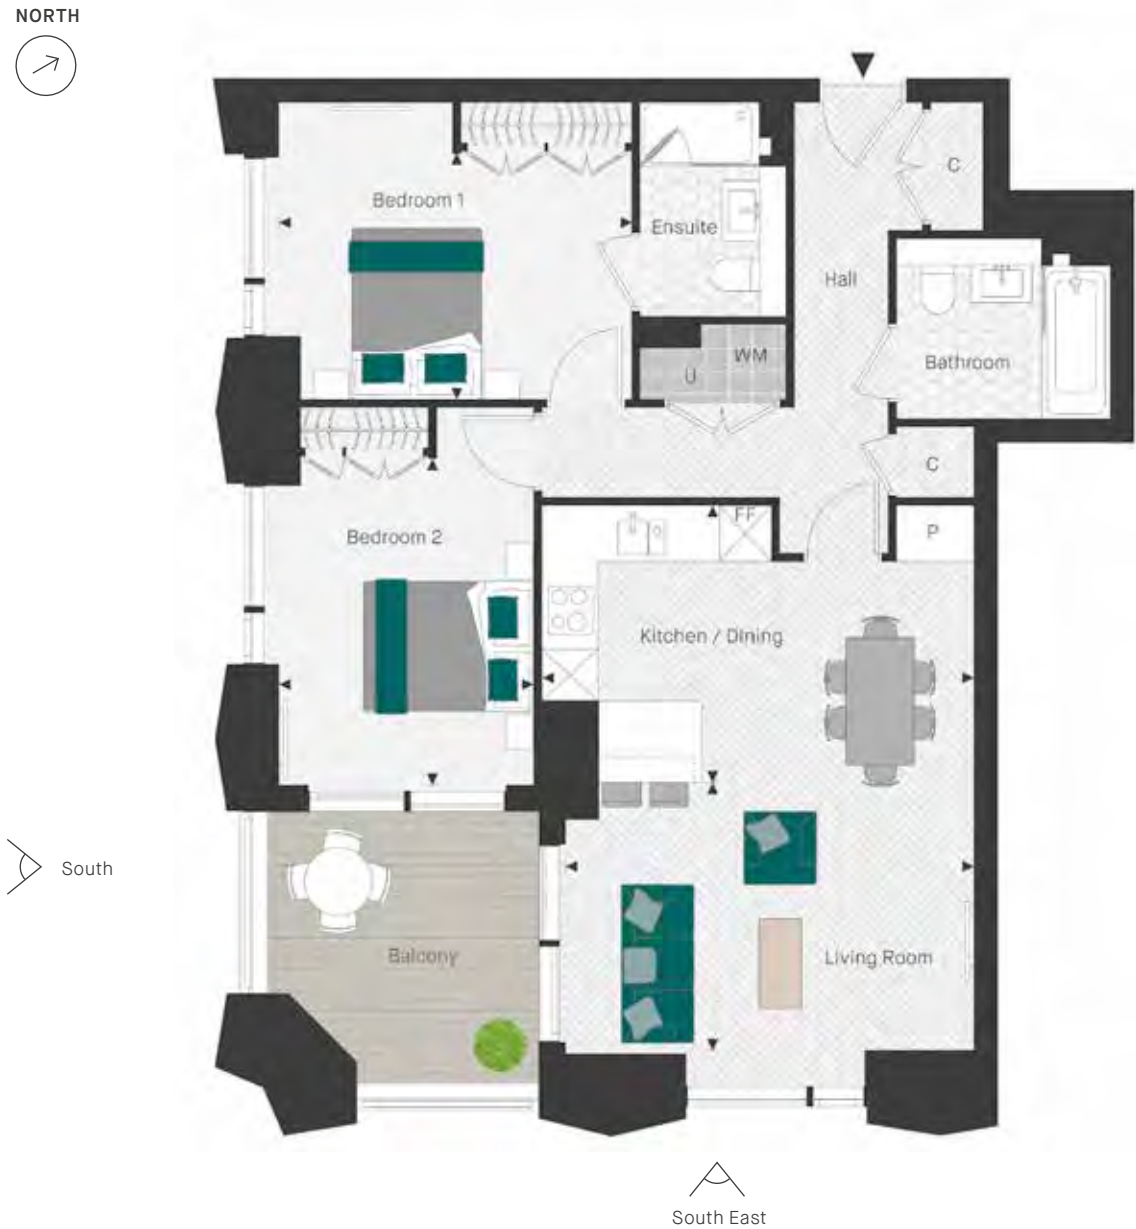 NORTH
C
Bedroom 1
Ensuite
Hall
WM
U
Bathroom
C
FF
P
Bedroom 2
Kitchen / Dining
South
Balcony
Living Room
South East